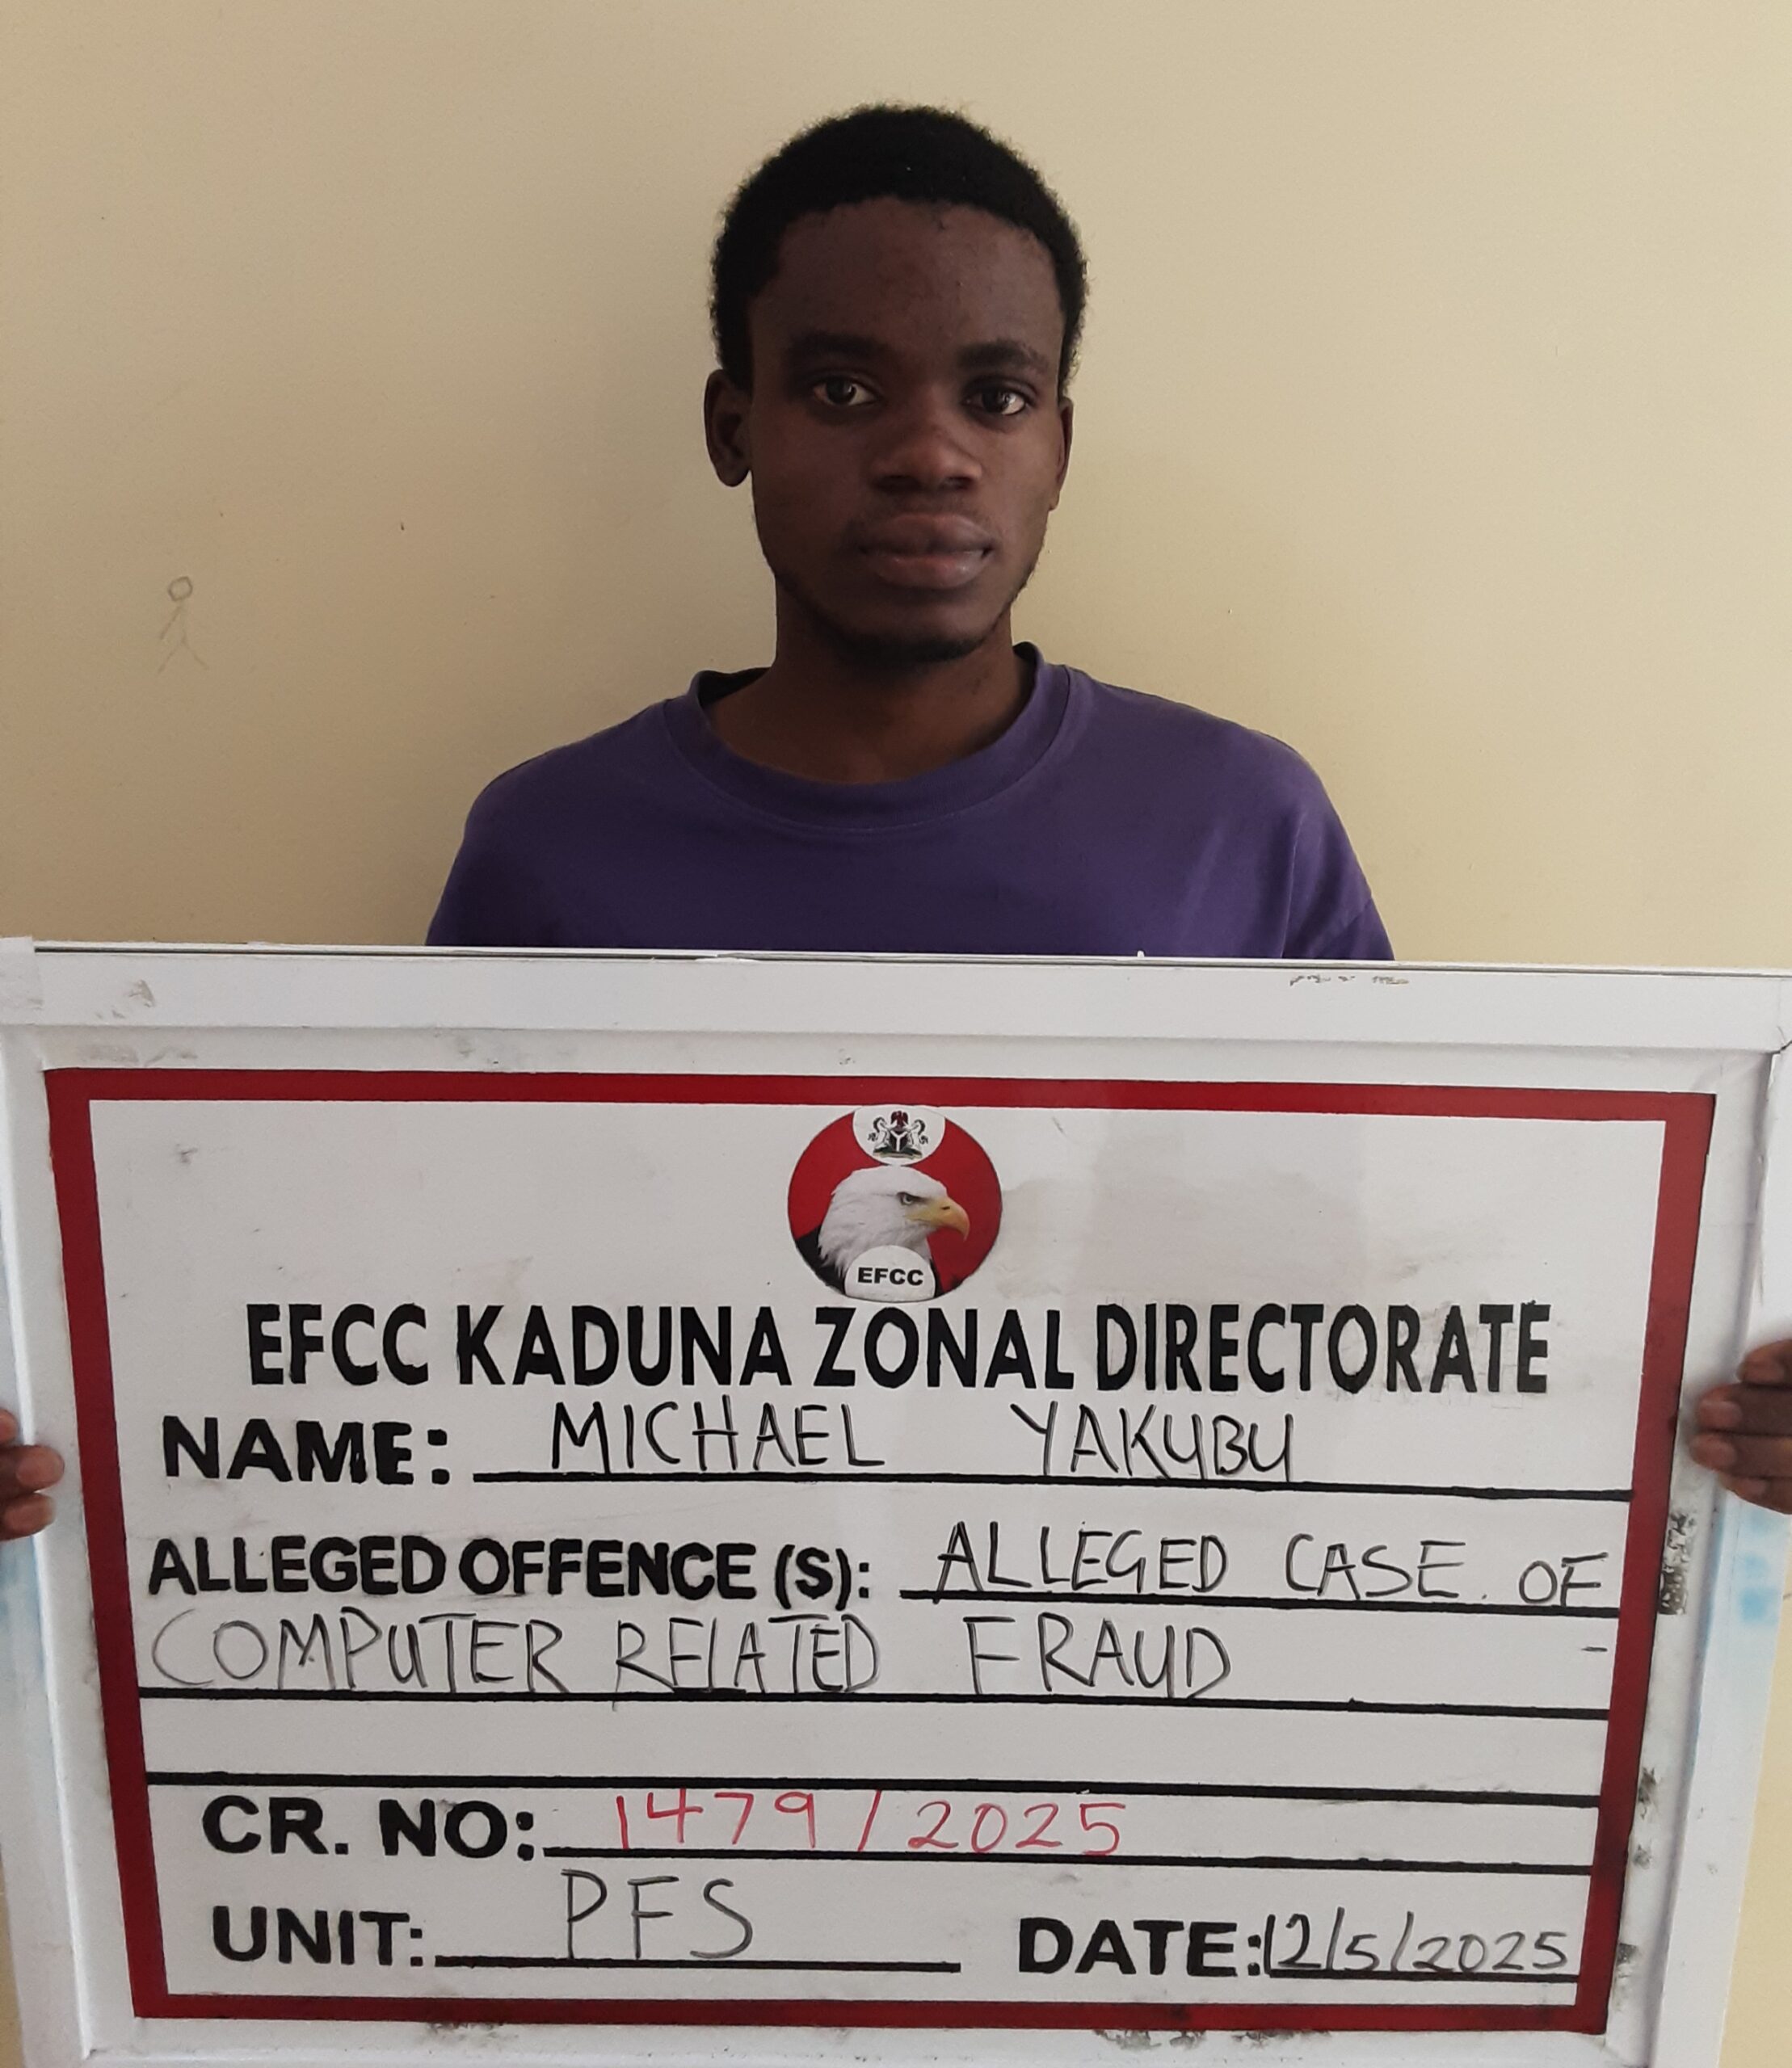 EFCC
EFCC KADUNA ZONAL DIRECTORATE
NAME: MICHAEL YAKUBU
ALLEGED OFFENCE (S): ALLEGED CASE OF
COMPUTER RELATED FRAUD
CR. NO: 1479/2025
UNIT: PFS DATE: 12/5/2025